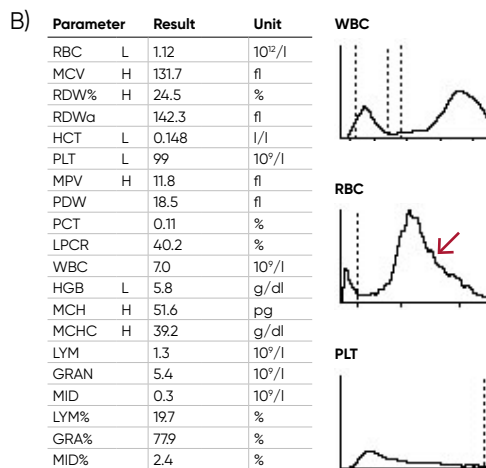 B)
Parameter Result Unit
RBC L 1.12 10¹²/l
MCV H 131.7 fl
RDW% H 24.5 %
RDWa 142.3 fl
HCT L 0.148 l/l
PLT L 99 10⁹/l
MPV H 11.8 fl
PDW 18.5 fl
PCT 0.11 %
LPCR 40.2 %
WBC 7.0 10⁹/l
HGB L 5.8 g/dl
MCH H 51.6 pg
MCHC H 39.2 g/dl
LYM 1.3 10⁹/l
GRAN 5.4 10⁹/l
MID 0.3 10⁹/l
LYM% 19.7 %
GRA% 77.9 %
MID% 2.4 %
WBC
RBC
PLT